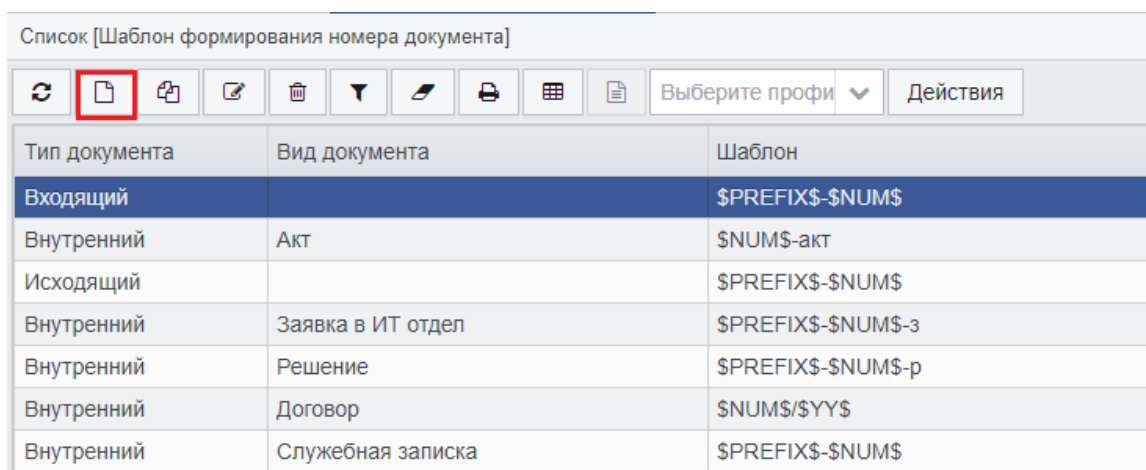 Список [Шаблон формирования номера документа]
Выберите профи Действия
Тип документа Вид документа Шаблон
Входящий $PREFIX$-$NUM$
Внутренний Акт $NUM$-акт
Исходящий $PREFIX$-$NUM$
Внутренний Заявка в ИТ отдел $PREFIX$-$NUM$-з
Внутренний Решение $PREFIX$-$NUM$-р
Внутренний Договор $NUM$/$YY$
Внутренний Служебная записка $PREFIX$-$NUM$